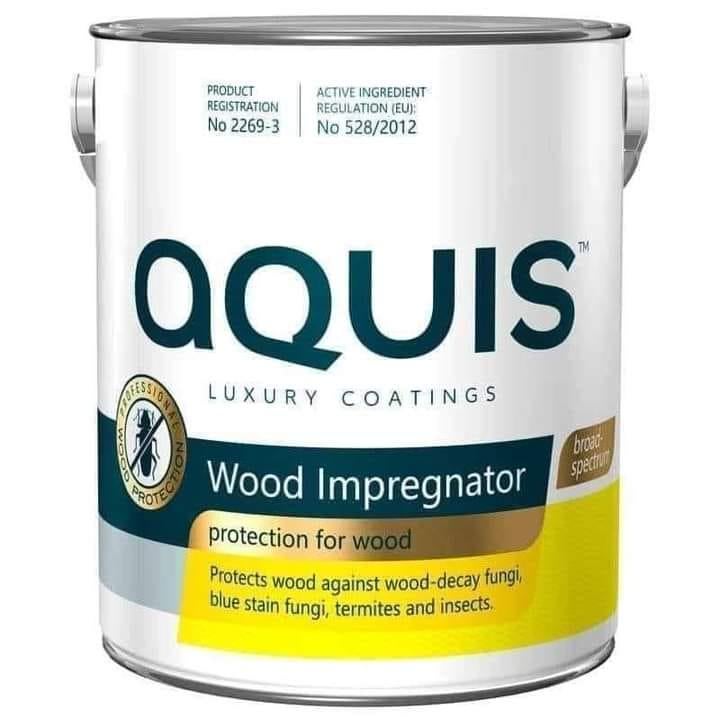 PRODUCT
REGISTRATION
No 2269-3
ACTIVE INGREDIENT
REGULATION (EU):
No 528/2012
aQUIS™
LUXURY COATINGS
PROFESSIONAL
WOOD PROTECTION
broad-
spectrum
Wood Impregnator
protection for wood
Protects wood against wood-decay fungi,
blue stain fungi, termites and insects.